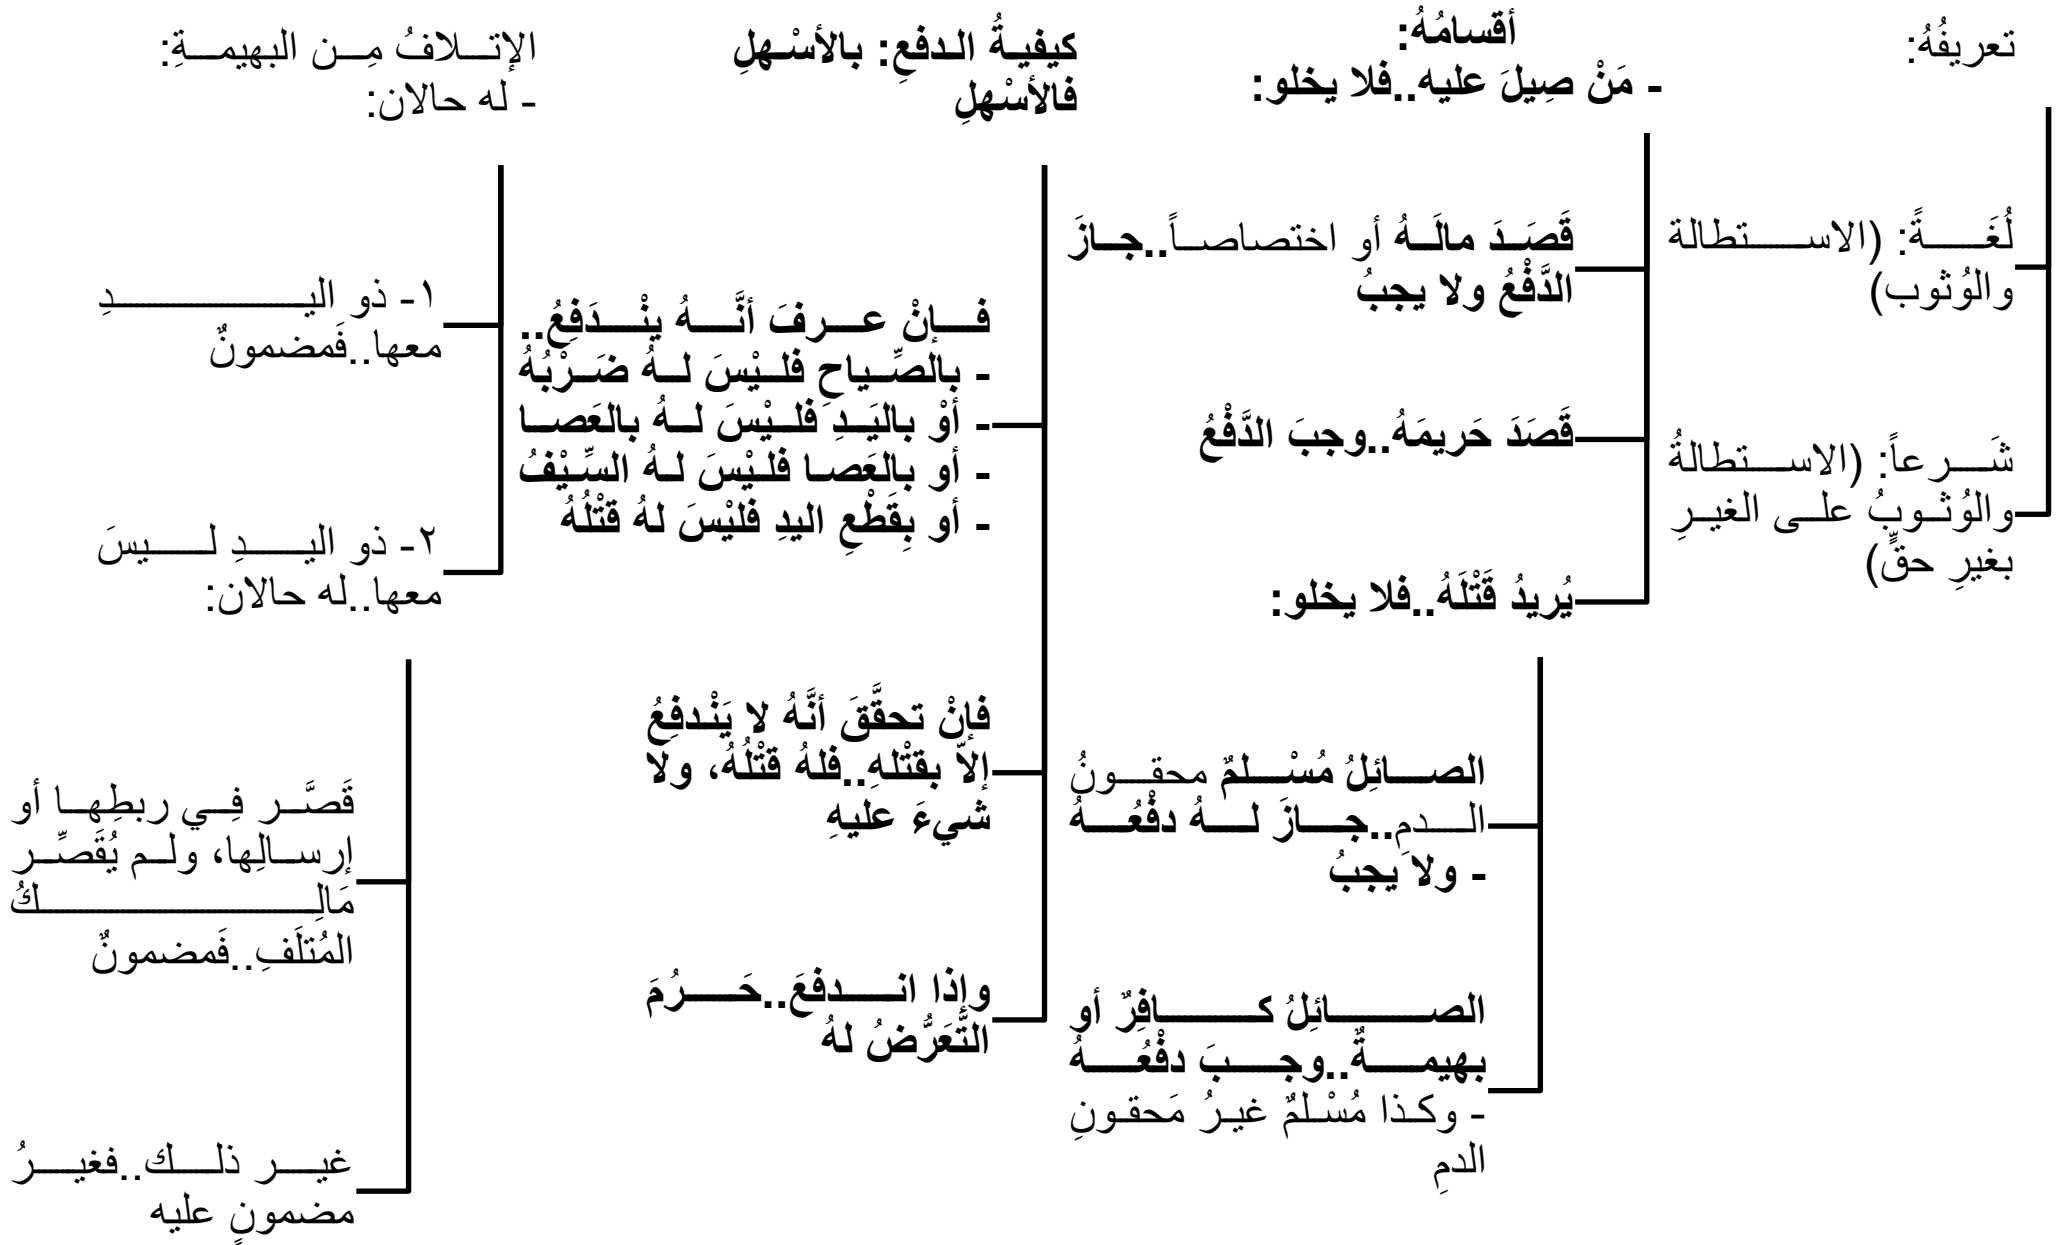 تعريفُهُ:
لُغَةً: (الاستطالة
والوُثوب)
شَرعاً: (الاستطالةُ
والوُثوبُ على الغيرِ
بغيرِ حقٍّ)
أقسامُهُ:
- مَنْ صِيلَ عليه..فلا يخلو:
قَصَدَ مالَهُ أو اختصاصاً..جازَ
الدَّفْعُ ولا يجبُ
قَصَدَ حَريمَهُ..وجبَ الدَّفْعُ
يُريدُ قَتْلَهُ..فلا يخلو:
الصائِلُ مُسْلمٌ محقونُ
الدمِ..جازَ لهُ دفْعُهُ
- ولا يجبُ
الصائِلُ كافِرٌ أو
بهيمةٌ..وجبَ دفْعُهُ
- وكذا مُسْلمٌ غيرُ مَحقونِ
الدمِ
كيفيةُ الدفعِ: بالأسْهلِ
فالأسْهلِ
فإنْ عرفَ أنَّهُ ينْدَفِعُ..
- بالصِّياحِ فليْسَ لهُ ضَرْبُهُ
- أوْ باليَدِ فليْسَ لهُ بالعَصا
- أو بالعَصا فليْسَ لهُ السِّيْفُ
- أو بِقَطْعِ اليدِ فليْسَ لهُ قتْلُهُ
فإنْ تحقَّقَ أنَّهُ لا يَنْدفِعُ
إلاّ بقتْلهِ..فلهُ قتْلُهُ، ولا
شيءَ عليهِ
وإذا اندفعَ..حَرُمَ
التَّعَرُّضُ لهُ
الإتلافُ مِن البهيمةِ:
- له حالان:
١- ذو اليدِ
معها..فَمضمونٌ
٢- ذو اليدِ ليسَ
معها..له حالان:
قَصَّر فِي ربطِها أو
إرسالِها، ولم يُقَصِّر
مَالِكُ
المُتلَفِ..فَمضمونٌ
غير ذلك..فغيرُ
مضمونٍ عليه